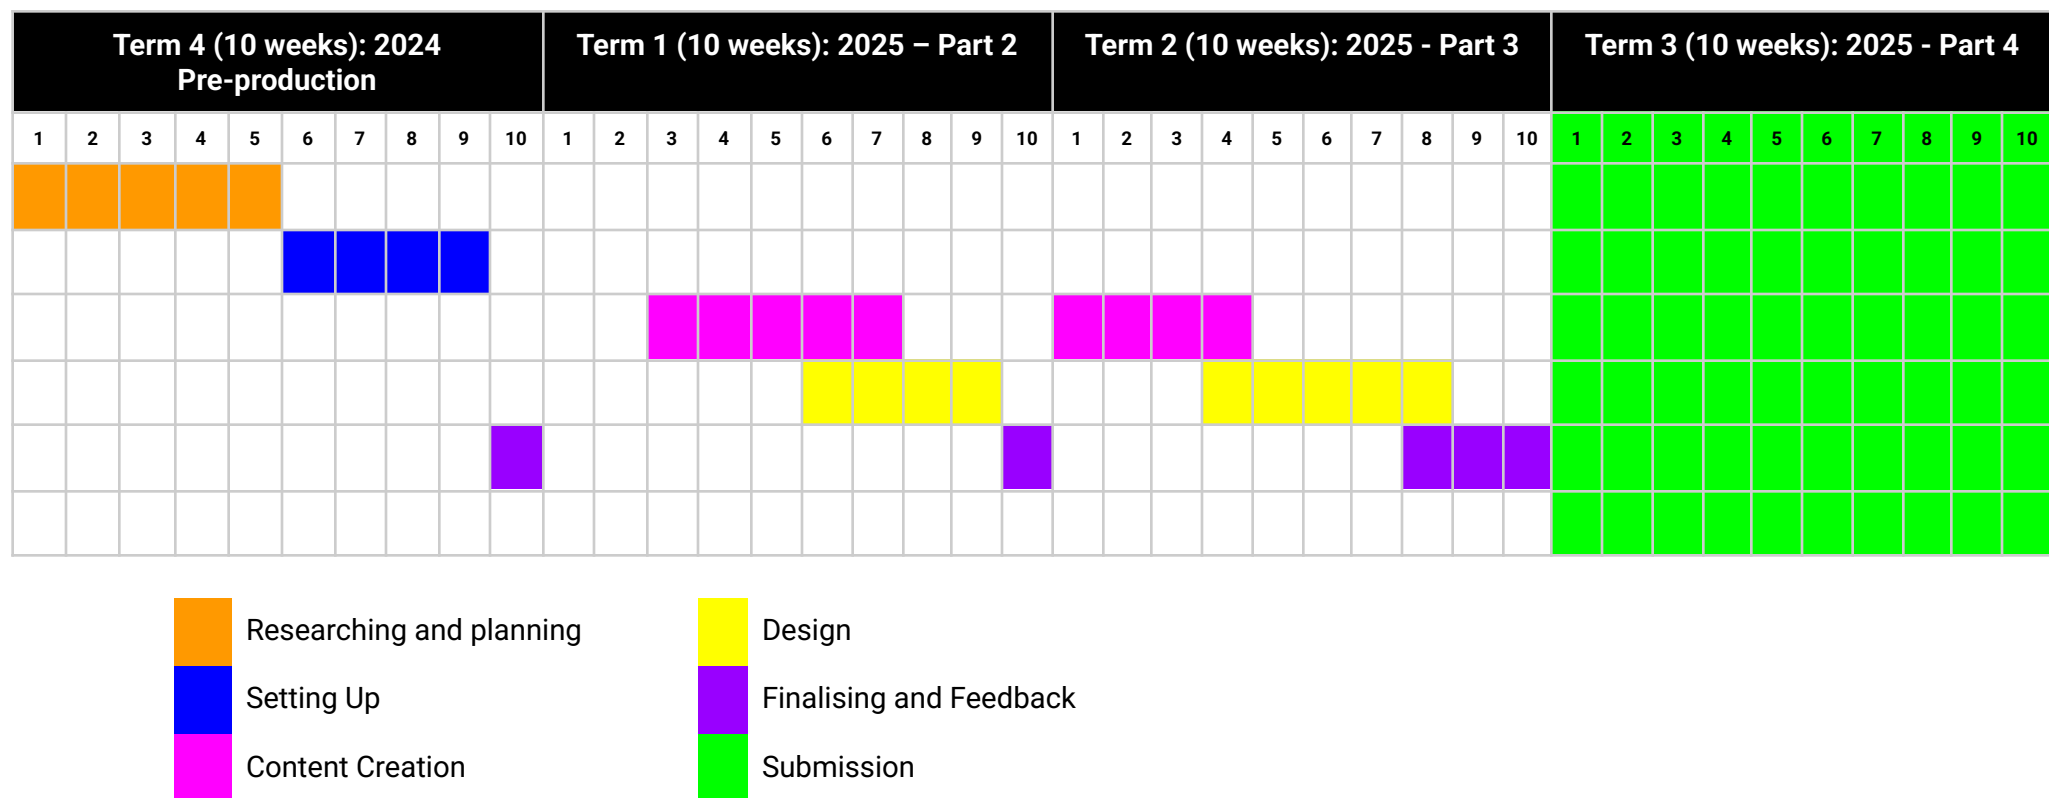 Term 4 (10 weeks): 2024
Pre-production
Term 1 (10 weeks): 2025 – Part 2
Term 2 (10 weeks): 2025 - Part 3
Term 3 (10 weeks): 2025 - Part 4
1 2 3 4 5 6 7 8 9 10 1 2 3 4 5 6 7 8 9 10 1 2 3 4 5 6 7 8 9 10 1 2 3 4 5 6 7 8 9 10
Researching and planning
Setting Up
Content Creation
Design
Finalising and Feedback
Submission